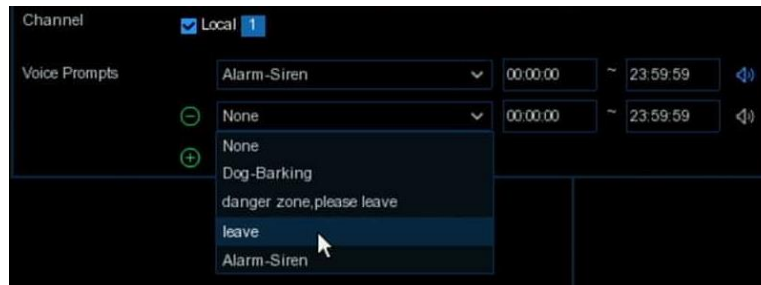 Channel Local 1
Voice Prompts Alarm-Siren 00:00:00 ~ 23:59:59
None 00:00:00 ~ 23:59:59
None
Dog-Barking
danger zone,please leave
leave
Alarm-Siren